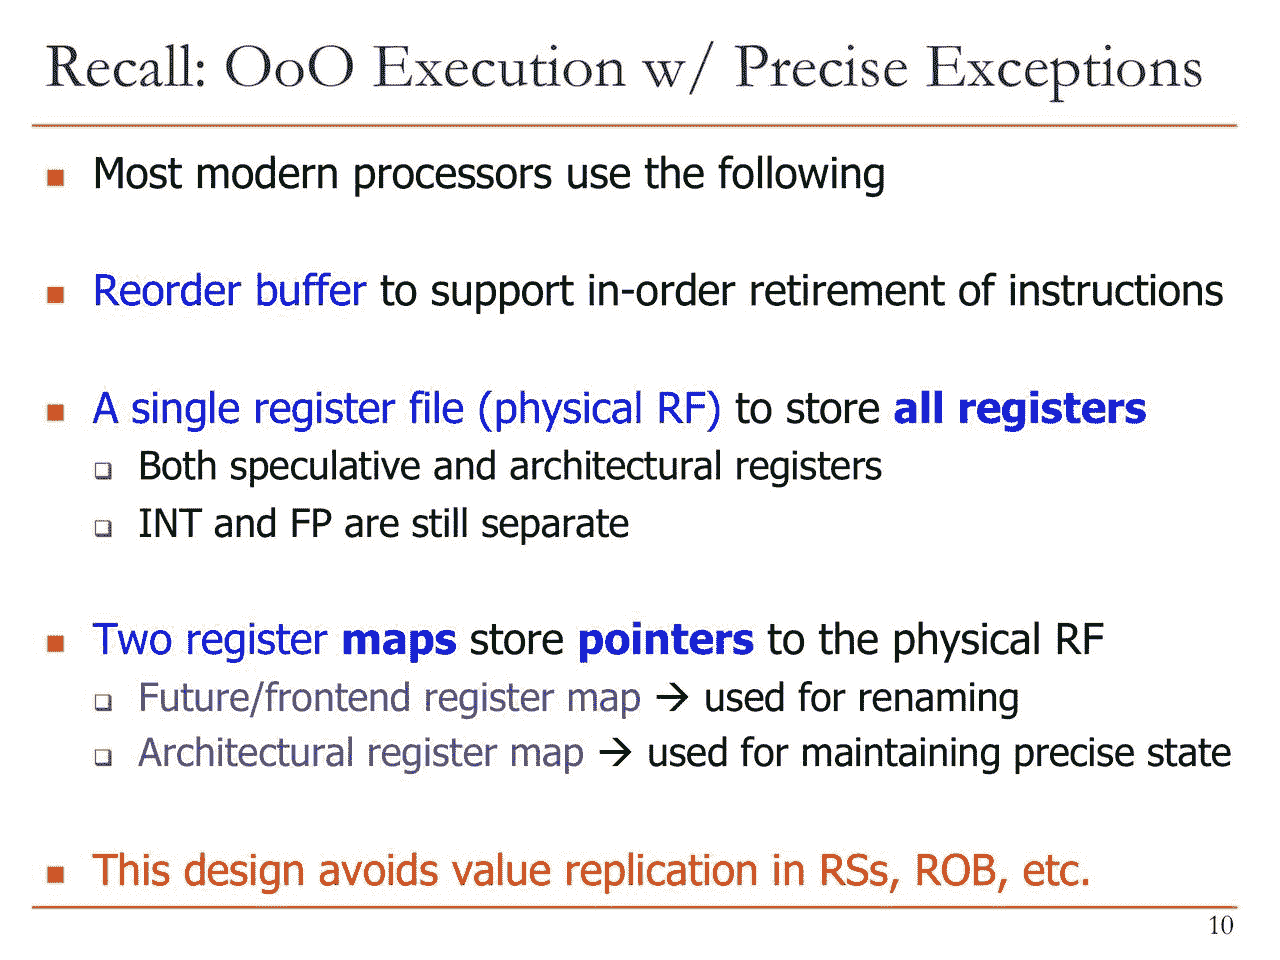 Recall: OoO Execution w/ Precise Exceptions
Most modern processors use the following
Reorder buffer to support in-order retirement of instructions
A single register file (physical RF) to store all registers
Both speculative and architectural registers
INT and FP are still separate
Two register maps store pointers to the physical RF
Future/frontend register map → used for renaming
Architectural register map → used for maintaining precise state
This design avoids value replication in RSs, ROB, etc.
10